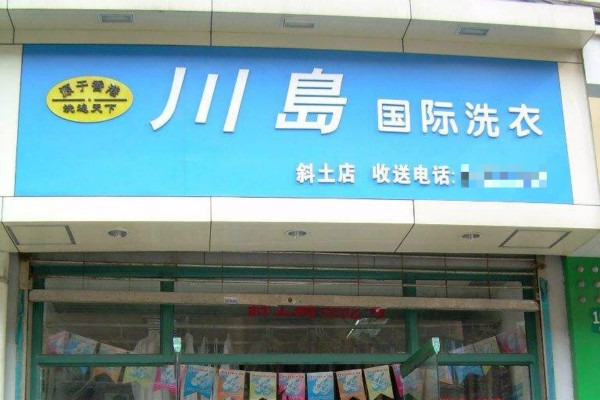 源于香港
洗遍天下
川島 国际洗衣
斜土店 收送电话:
1